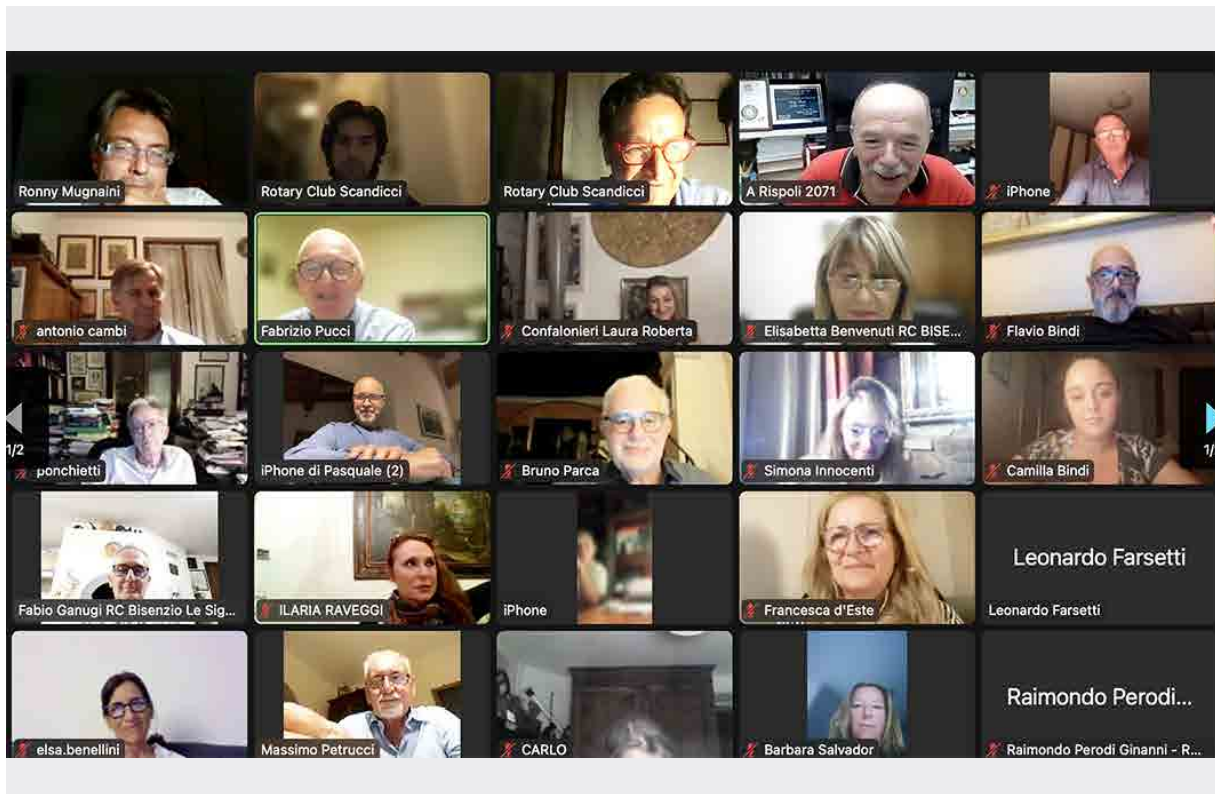 Ronny Mugnaini
Rotary Club Scandicci
Rotary Club Scandicci
A Rispoli 2071
iPhone
antonio cambi
Fabrizio Pucci
Confalonieri Laura Roberta
Elisabetta Benvenuti RC BISE...
Flavio Bindi
1/2
ponchietti
iPhone di Pasquale (2)
Bruno Parca
Simona Innocenti
Camilla Bindi
1/
Fabio Ganugi RC Bisenzio Le Sig...
ILARIA RAVEGGI
iPhone
Francesca d'Este
Leonardo Farsetti
Leonardo Farsetti
elsa.benellini
Massimo Petrucci
CARLO
Barbara Salvador
Raimondo Perodi...
Raimondo Perodi Ginanni - R...